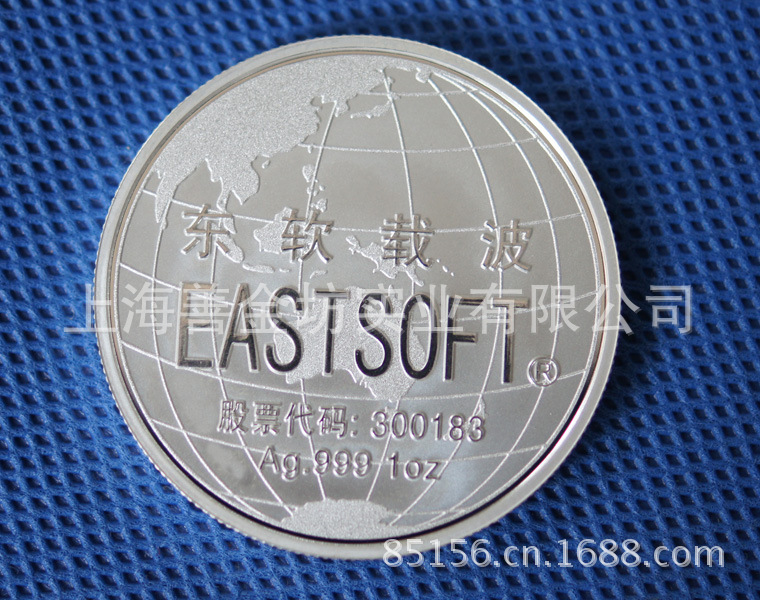 东软载波
上海善金坊实业有限公司
EASTSOFT®
股票代码: 300183
Ag.999 1oz
85156.cn.1688.com